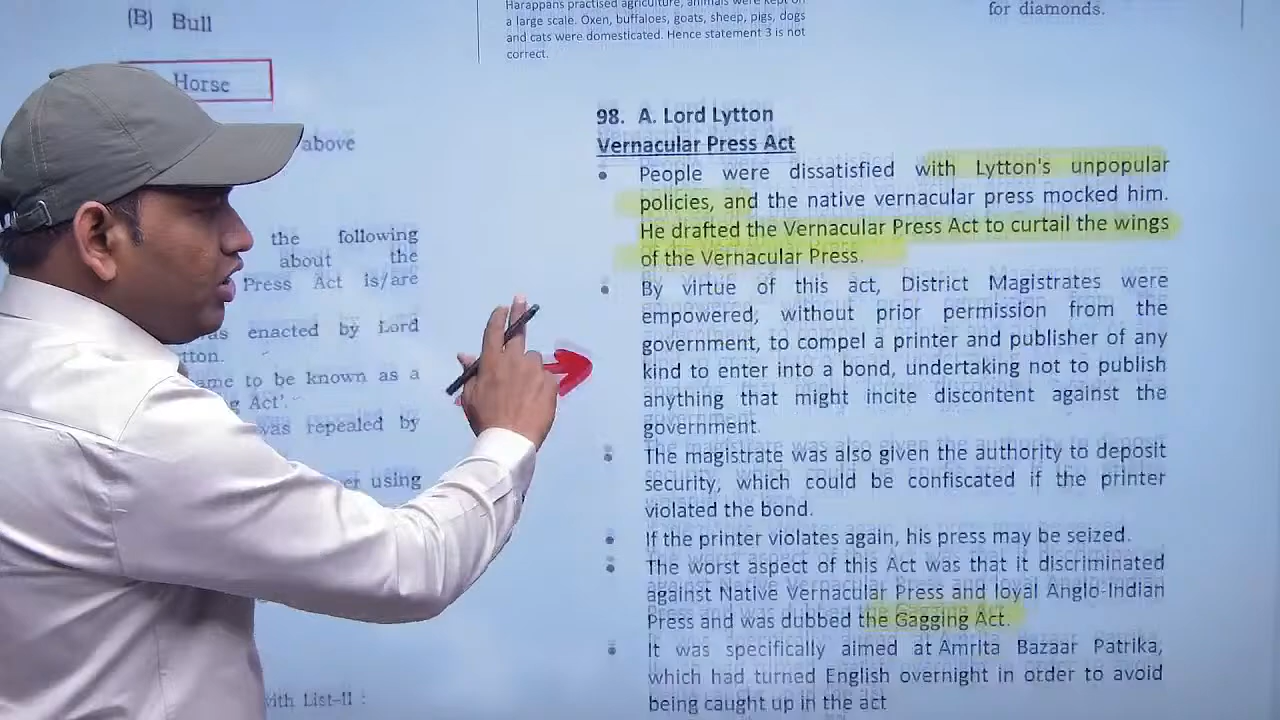 (B) Bull
Horse
above
the following
about the
Press Act is/are
enacted by Lord
tton.
ame to be known as a
g Act'.
was repealed by
er using
with List-II :
Harappans practised agriculture, animals were kept on
a large scale. Oxen, buffaloes, goats, sheep, pigs, dogs
and cats were domesticated. Hence statement 3 is not
correct.
for diamonds.
98. A. Lord Lytton
Vernacular Press Act
• People were dissatisfied with Lytton's unpopular
policies, and the native vernacular press mocked him.
He drafted the Vernacular Press Act to curtail the wings
of the Vernacular Press.
• By virtue of this act, District Magistrates were
empowered, without prior permission from the
government, to compel a printer and publisher of any
kind to enter into a bond, undertaking not to publish
anything that might incite discontent against the
government.
• The magistrate was also given the authority to deposit
security, which could be confiscated if the printer
violated the bond.
• If the printer violates again, his press may be seized.
• The worst aspect of this Act was that it discriminated
against Native Vernacular Press and loyal Anglo-Indian
Press and was dubbed the Gagging Act.
• It was specifically aimed at Amrita Bazaar Patrika,
which had turned English overnight in order to avoid
being caught up in the act